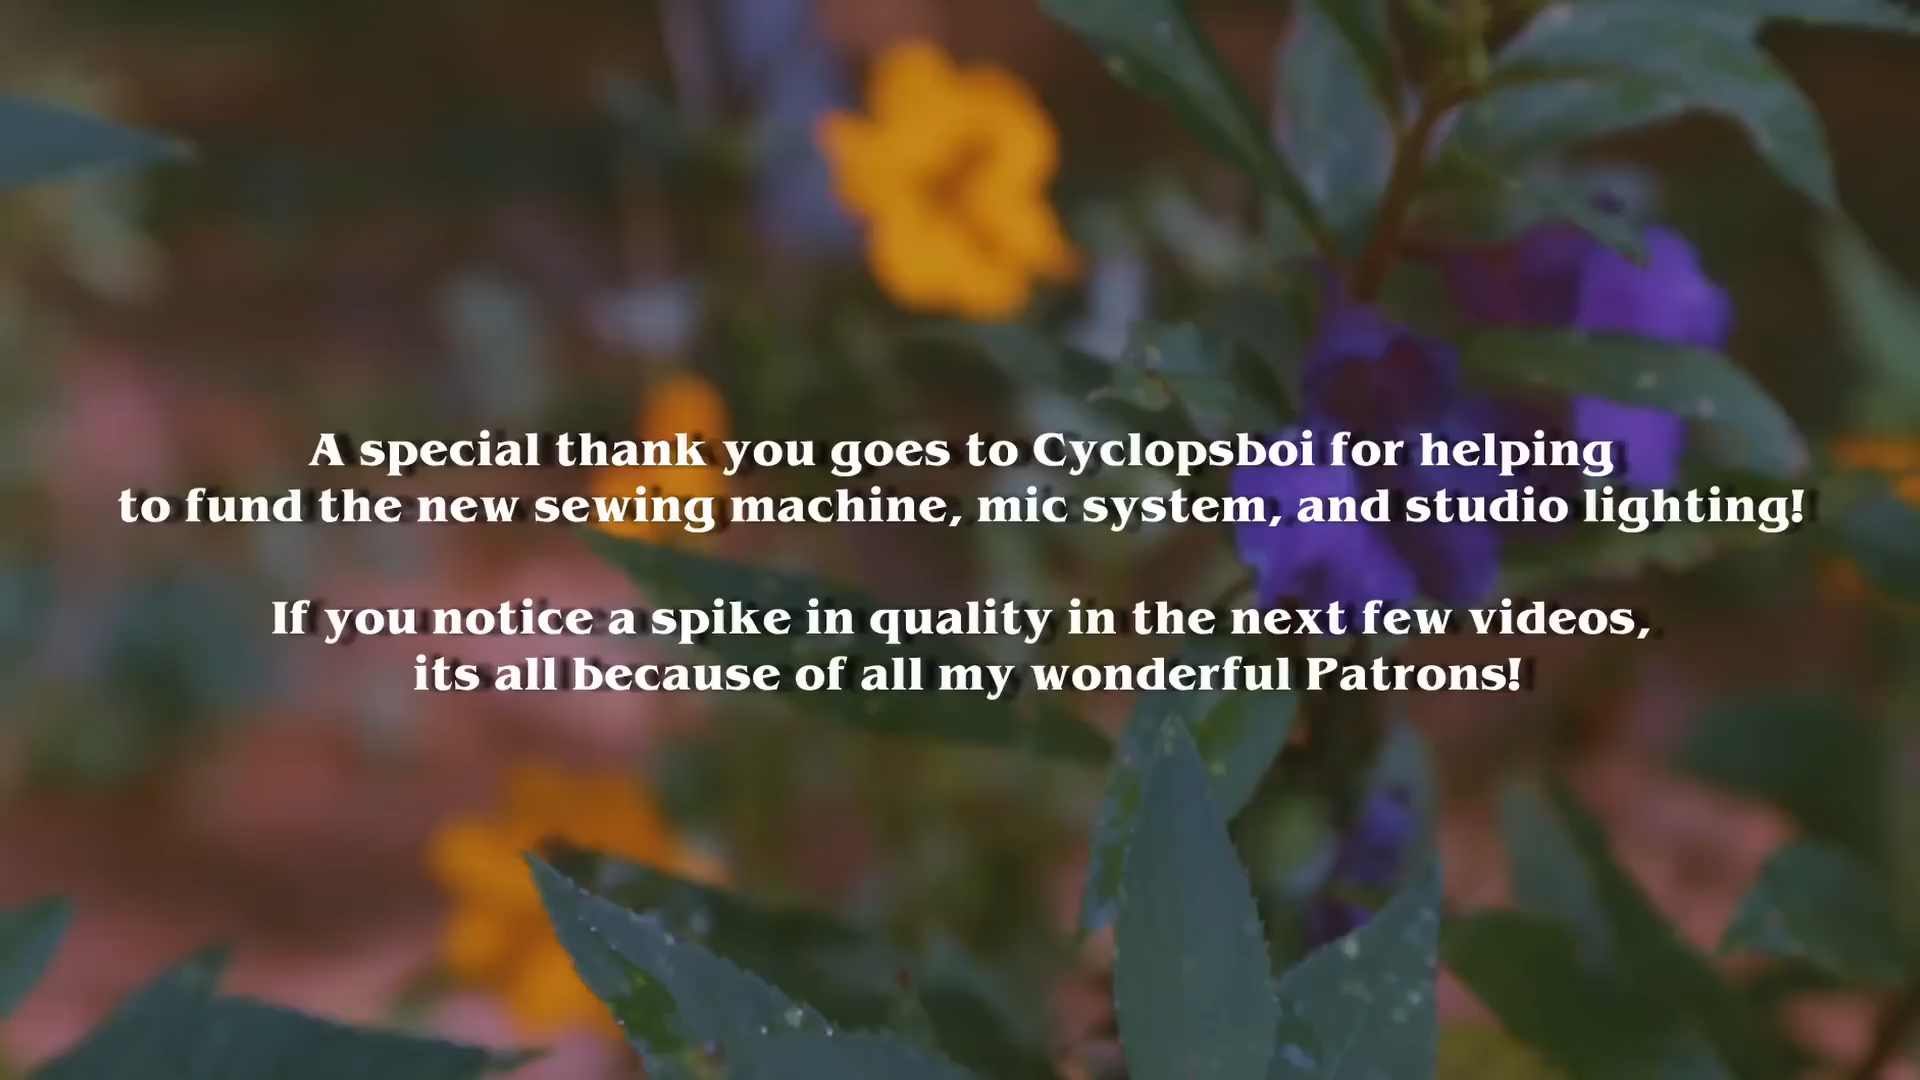 A special thank you goes to Cyclopsboi for helping
to fund the new sewing machine, mic system, and studio lighting!
If you notice a spike in quality in the next few videos,
its all because of all my wonderful Patrons!